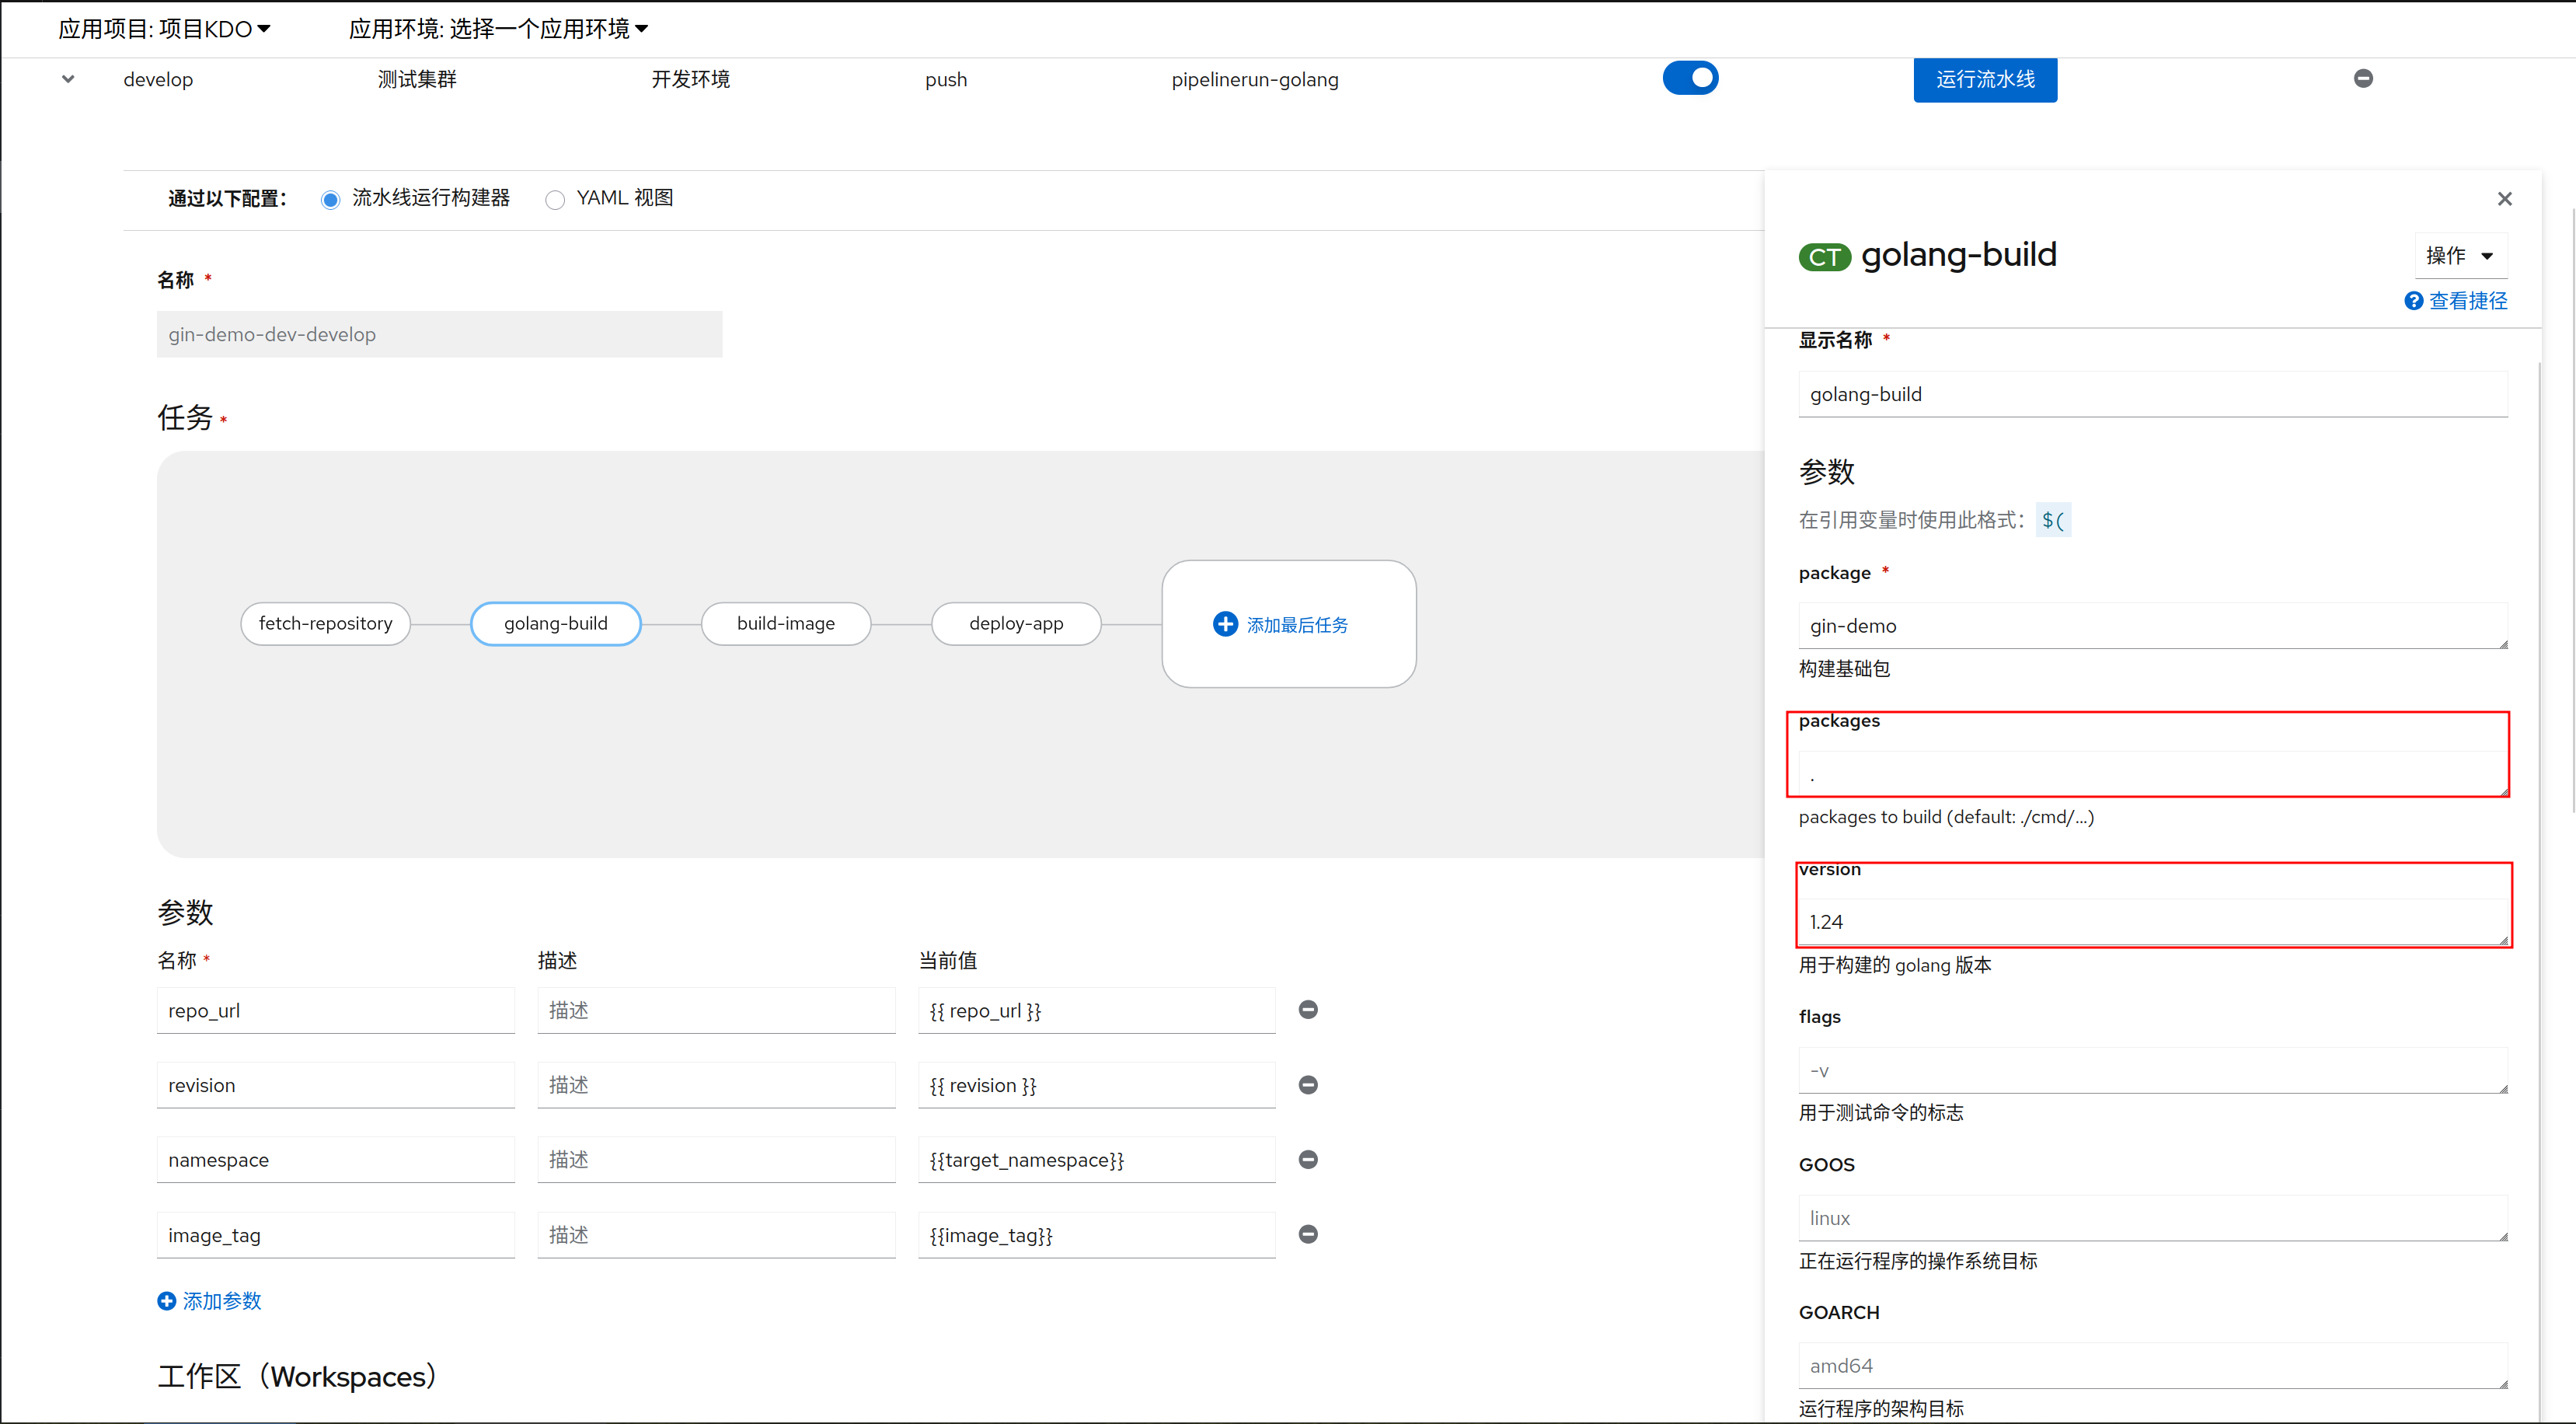 应用项目: 项目KDO
应用环境: 选择一个应用环境
develop
测试集群
开发环境
push
pipelinerun-golang
运行流水线
通过以下配置：
流水线运行构建器
YAML 视图
名称 *
gin-demo-dev-develop
任务 *
fetch-repository
golang-build
build-image
deploy-app
添加最后任务
参数
名称 *
描述
当前值
repo_url
描述
{{ repo_url }}
revision
描述
{{ revision }}
namespace
描述
{{target_namespace}}
image_tag
描述
{{image_tag}}
添加参数
工作区（Workspaces）
CT golang-build
操作
查看捷径
显示名称 *
golang-build
参数
在引用变量时使用此格式： $(
package *
gin-demo
构建基础包
packages
.
packages to build (default: ./cmd/...)
version
1.24
用于构建的 golang 版本
flags
-v
用于测试命令的标志
GOOS
linux
正在运行程序的操作系统目标
GOARCH
amd64
运行程序的架构目标